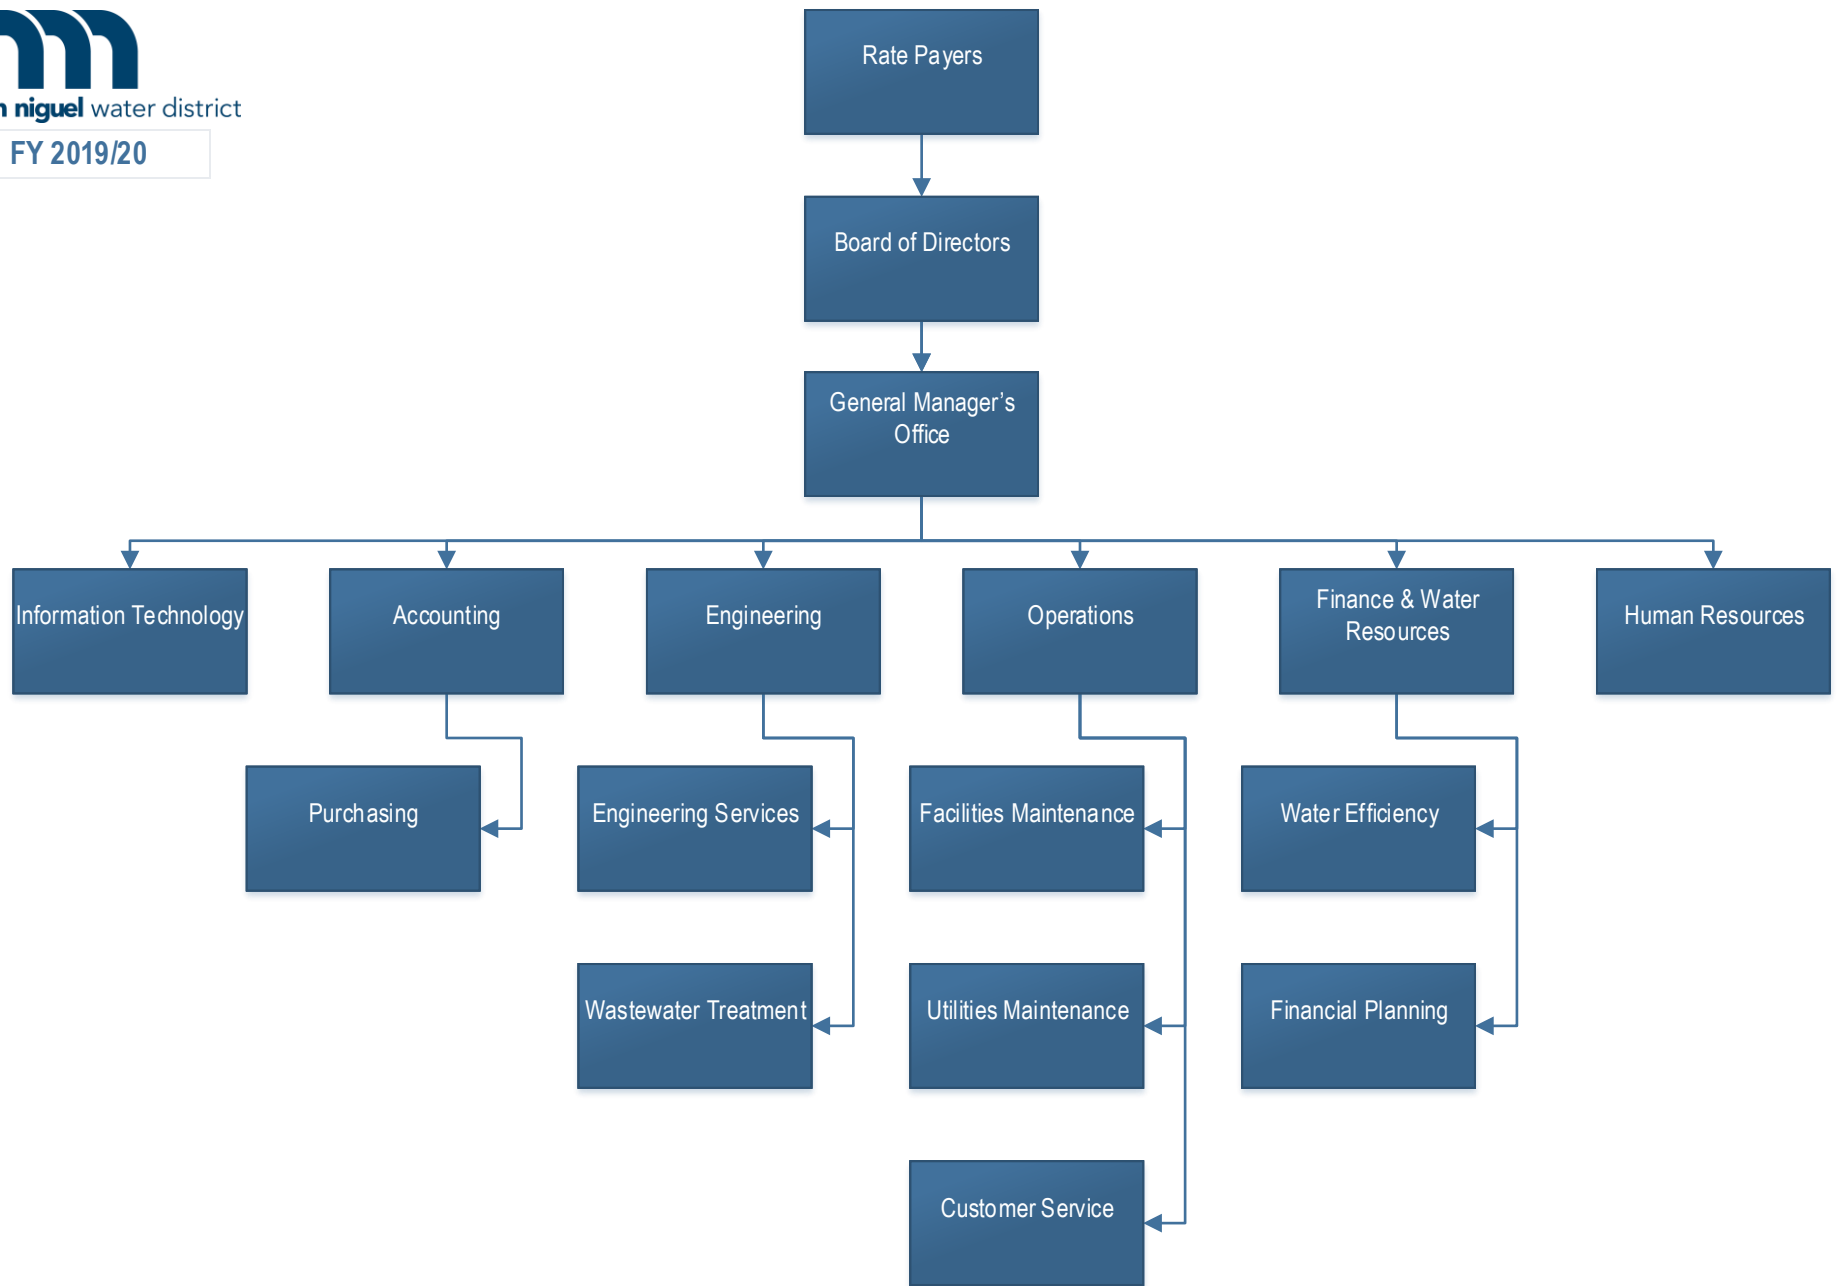 niguel water district
FY 2019/20
Rate Payers
Board of Directors
General Manager’s
Office
Information Technology
Accounting
Engineering
Operations
Finance & Water
Resources
Human Resources
Purchasing
Engineering Services
Facilities Maintenance
Water Efficiency
Wastewater Treatment
Utilities Maintenance
Financial Planning
Customer Service